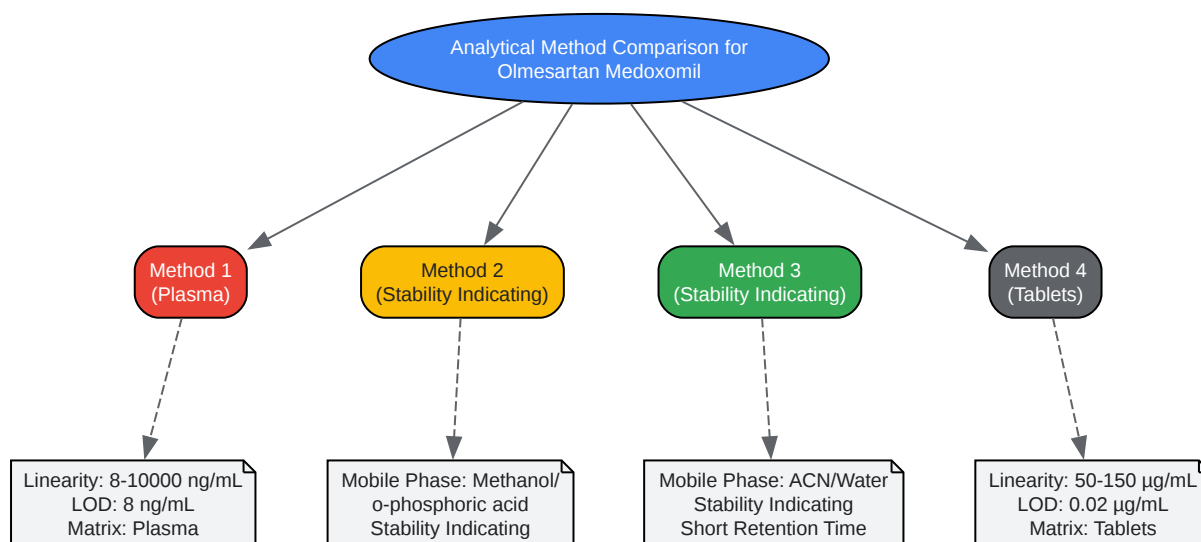 Analytical Method Comparison for
Olmesartan Medoxomil
Method 1
(Plasma)
Method 2
(Stability Indicating)
Method 3
(Stability Indicating)
Method 4
(Tablets)
Linearity: 8-10000 ng/mL
LOD: 8 ng/mL
Matrix: Plasma
Mobile Phase: Methanol/
o-phosphoric acid
Stability Indicating
Mobile Phase: ACN/Water
Stability Indicating
Short Retention Time
Linearity: 50-150 µg/mL
LOD: 0.02 µg/mL
Matrix: Tablets